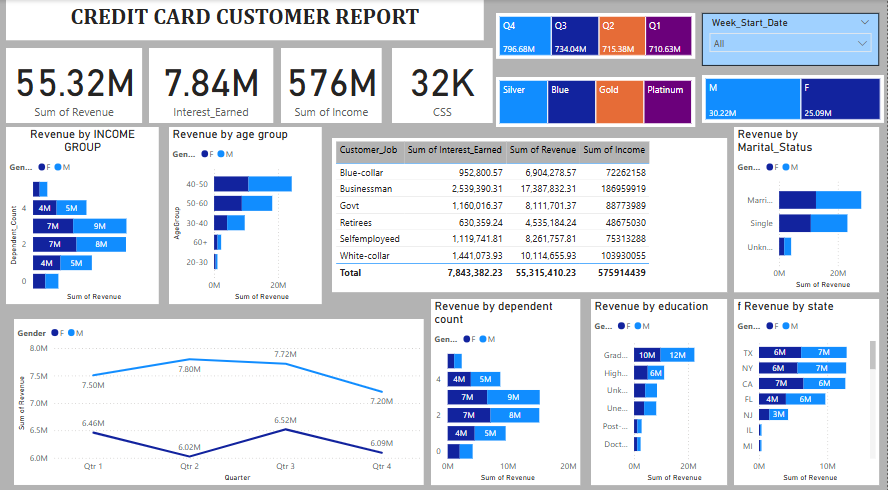 CREDIT CARD CUSTOMER REPORT
Q4
Q3
Q2
Q1
796.68M
734.04M
715.38M
710.63M
Week_Start_Date
All
55.32M
Sum of Revenue
7.84M
Interest_Earned
576M
Sum of Income
32K
CSS
Silver
Blue
Gold
Platinum
M
F
30.22M
25.09M
Revenue by INCOME
GROUP
Gen... F M
Dependent_Count
4
2
0
4M 5M
7M 9M
7M 8M
4M 5M
Sum of Revenue
Revenue by age group
Gen... F M
AgeGroup
40-50
50-60
30-40
60+
20-30
0M 20M
Sum of Revenue
Customer_Job Sum of Interest_Earned Sum of Revenue Sum of Income
Blue-collar 952,800.57 6,904,278.57 72262158
Businessman 2,539,390.31 17,387,832.31 186959919
Govt 1,160,016.37 8,111,701.37 88773989
Retirees 630,359.24 4,535,184.24 48675030
Selfemployeed 1,119,741.81 8,261,757.81 75313288
White-collar 1,441,073.93 10,114,655.93 103930055
Total 7,843,382.23 55,315,410.23 575914439
Revenue by
Marital_Status
Gen... F M
Marri...
Single
Unkn...
0M 20M
Sum of Revenue
Gender F M
Sum of Revenue
8.0M
7.5M
7.0M
6.5M
6.0M
7.50M
7.80M
7.72M
7.20M
6.46M
6.02M
6.52M
6.09M
Qtr 1 Qtr 2 Qtr 3 Qtr 4
Quarter
Revenue by dependent
count
Gen... F M
4
2
0
4M 5M
7M 9M
7M 8M
4M 5M
0M 10M 20M
Sum of Revenue
Revenue by education
Ge... F M
Grad... 10M 12M
High... 6M
Unk...
Une...
Post-...
Doct...
0M 20M
Sum of Revenue
f Revenue by state
Ge... F M
TX 6M 7M
NY 6M 7M
CA 7M 6M
FL 4M 6M
NJ 3M
IL
MI
0M 10M
Sum of Revenue